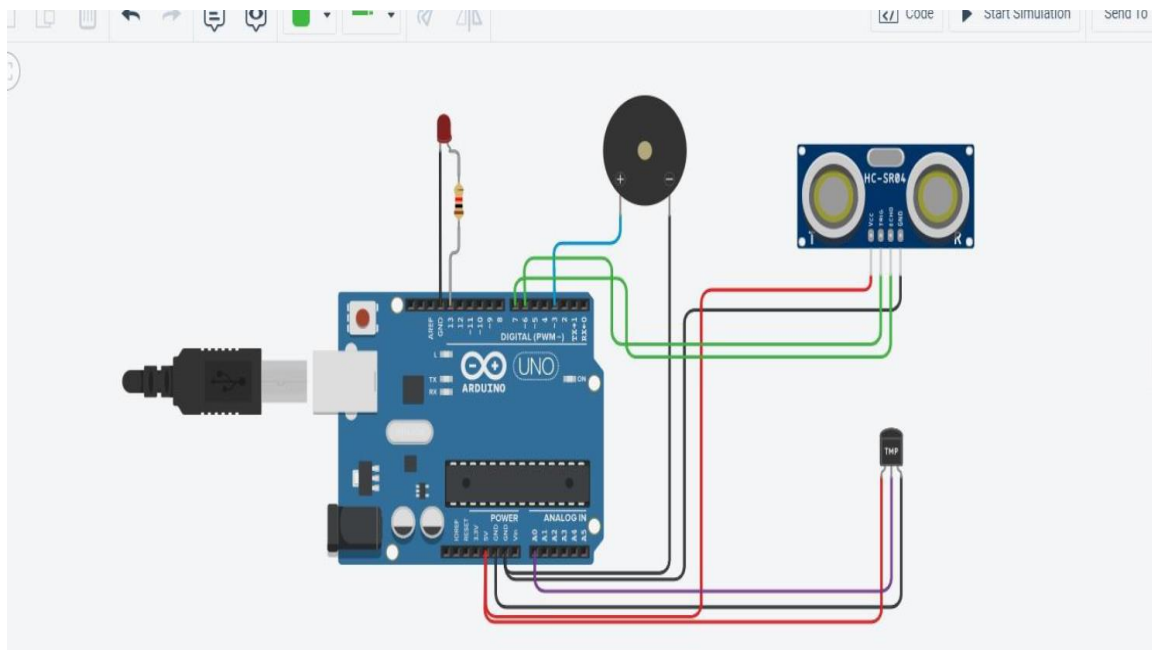 Code
Start Simulation
Send To
+
−
HC-SR04
VCC
TRIG
ECHO
GND
T
R
AREF
GND
13
12
~11
~10
~9
8
7
~6
~5
4
~3
2
TX→1
RX←0
DIGITAL (PWM~)
L
TX
RX
UNO
ARDUINO
ON
TMP
POWER
ANALOG IN
IOREF
RESET
3.3V
5V
GND
GND
Vin
A0
A1
A2
A3
A4
A5